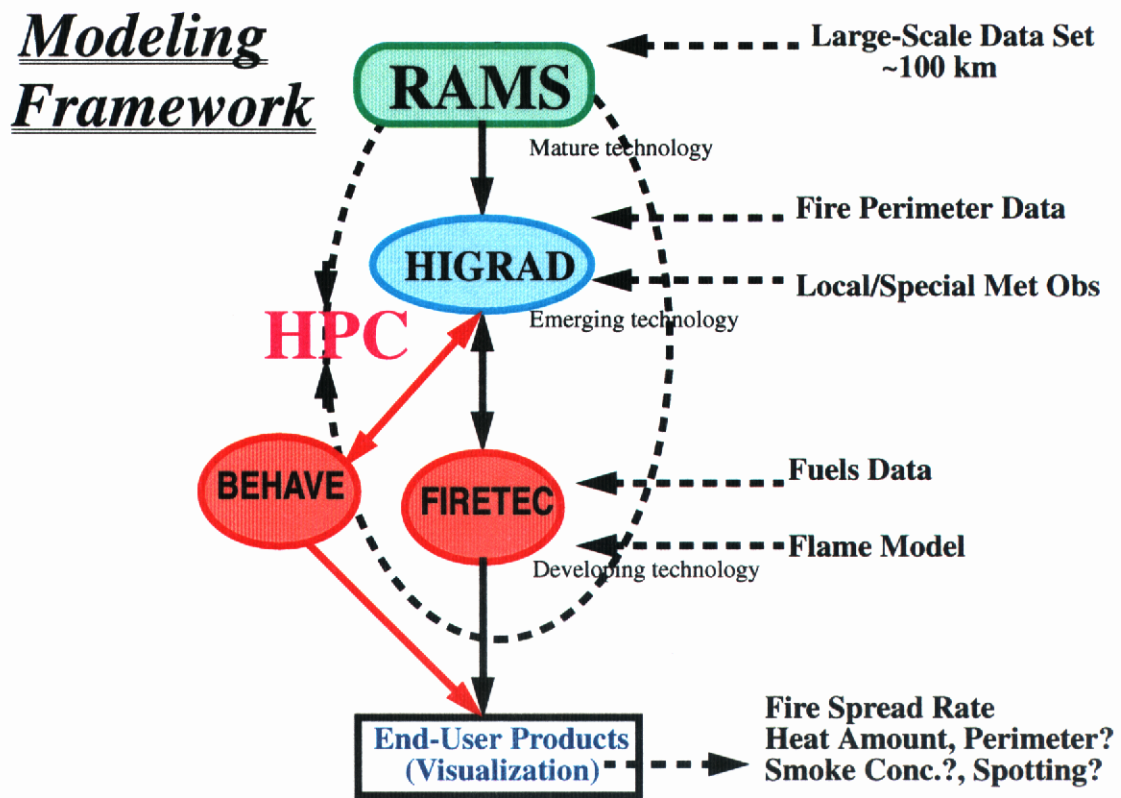 Modeling
Framework
RAMS
Large-Scale Data Set
~100 km
Mature technology
Fire Perimeter Data
HIGRAD
Local/Special Met Obs
Emerging technology
HPC
BEHAVE
FIRETEC
Fuels Data
Flame Model
Developing technology
End-User Products
(Visualization)
Fire Spread Rate
Heat Amount, Perimeter?
Smoke Conc.?, Spotting?